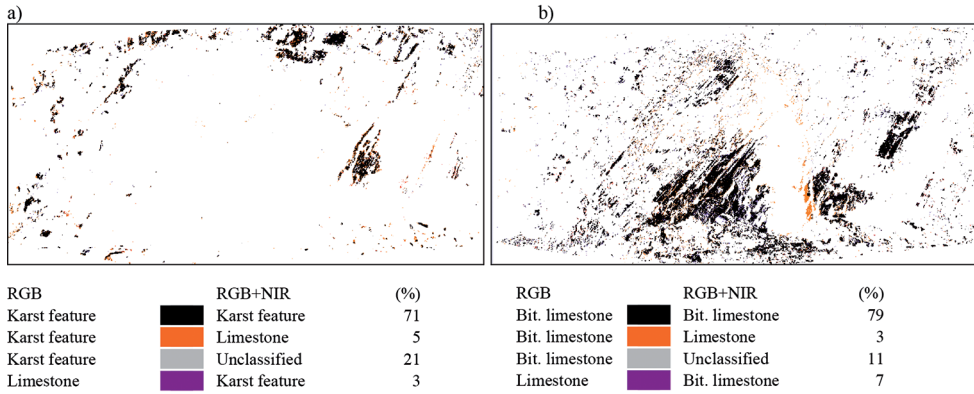 a)
b)
RGB RGB+NIR (%)
Karst feature Karst feature 71
Karst feature Limestone 5
Karst feature Unclassified 21
Limestone Karst feature 3
RGB RGB+NIR (%)
Bit. limestone Bit. limestone 79
Bit. limestone Limestone 3
Bit. limestone Unclassified 11
Limestone Bit. limestone 7